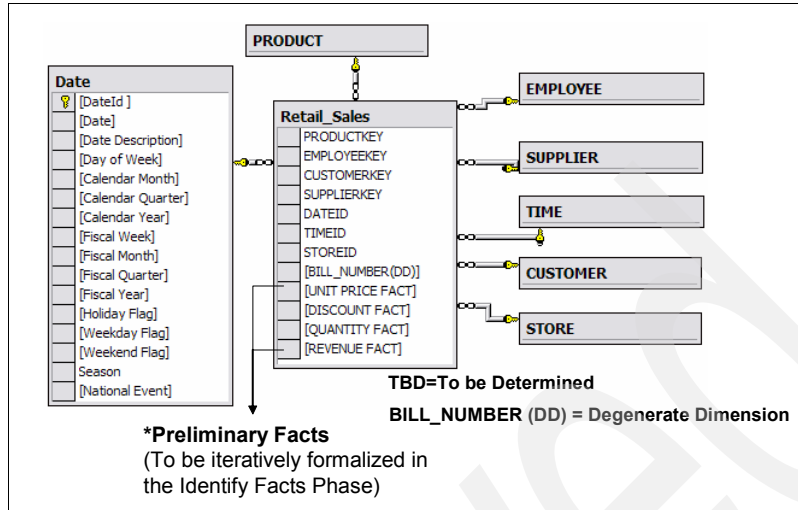 PRODUCT
Date
[DateId ]
[Date]
[Date Description]
[Day of Week]
[Calendar Month]
[Calendar Quarter]
[Calendar Year]
[Fiscal Week]
[Fiscal Month]
[Fiscal Quarter]
[Fiscal Year]
[Holiday Flag]
[Weekday Flag]
[Weekend Flag]
Season
[National Event]
Retail_Sales
PRODUCTKEY
EMPLOYEEKEY
CUSTOMERKEY
SUPPLIERKEY
DATEID
TIMEID
STOREID
[BILL_NUMBER(DD)]
[UNIT PRICE FACT]
[DISCOUNT FACT]
[QUANTITY FACT]
[REVENUE FACT]
EMPLOYEE
SUPPLIER
TIME
CUSTOMER
STORE
TBD=To be Determined
BILL_NUMBER (DD) = Degenerate Dimension
*Preliminary Facts
(To be iteratively formalized in
the Identify Facts Phase)